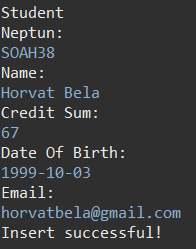 Student
Neptun:
SOAH38
Name:
Horvat Bela
Credit Sum:
67
Date Of Birth:
1999-10-03
Email:
horvatbela@gmail.com
Insert successful!